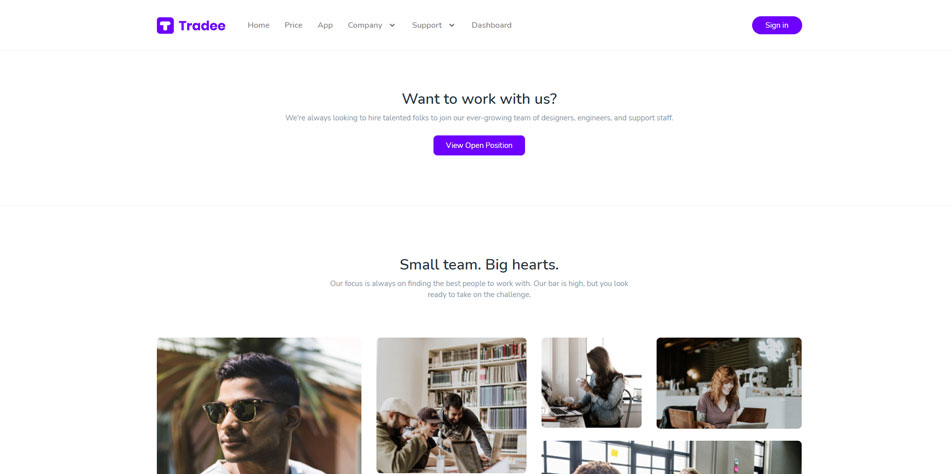 Tradee
Home Price App Company Support Dashboard
Sign in
Want to work with us?
We're always looking to hire talented folks to join our ever-growing team of designers, engineers, and support staff.
View Open Position
Small team. Big hearts.
Our focus is always on finding the best people to work with. Our bar is high, but you look
ready to take on the challenge.